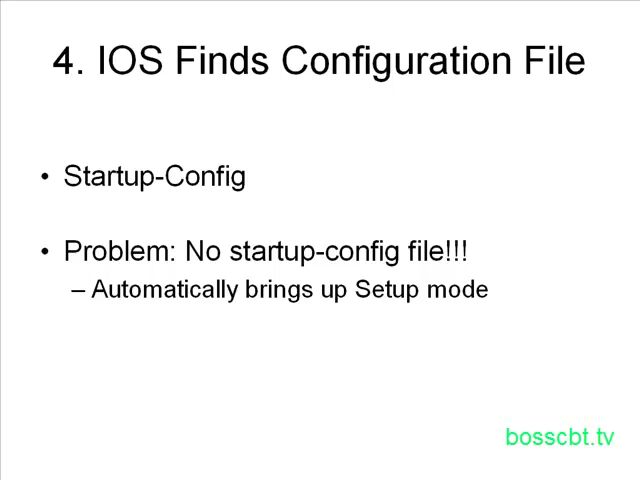 4. IOS Finds Configuration File
• Startup-Config
• Problem: No startup-config file!!!
– Automatically brings up Setup mode
bosscbt.tv